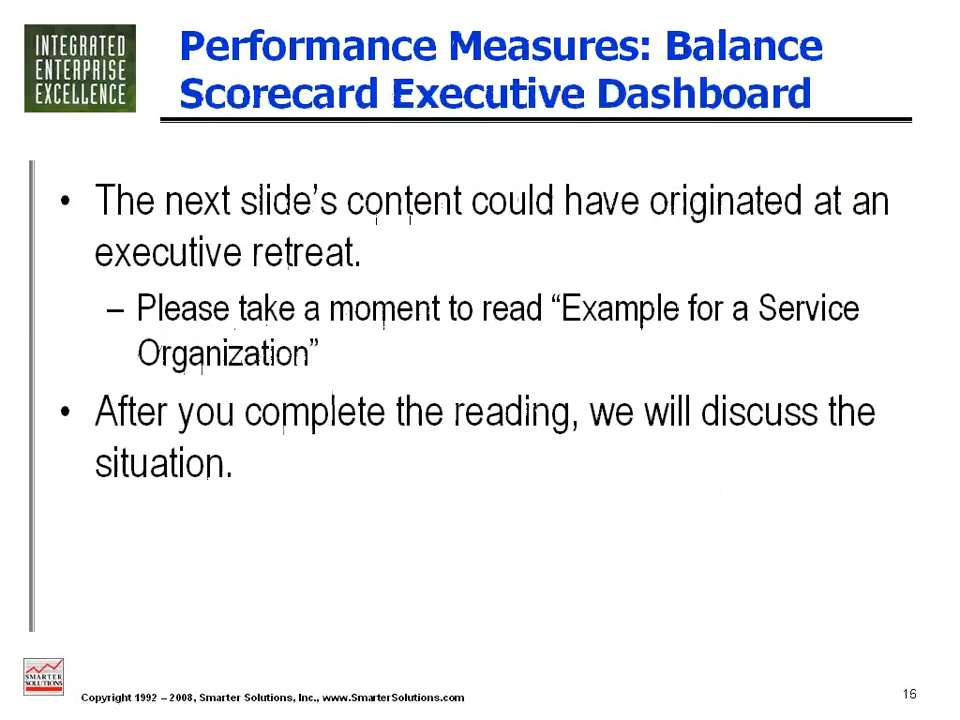 INTEGRATED
ENTERPRISE
EXCELLENCE
Performance Measures: Balance
Scorecard Executive Dashboard
• The next slide's content could have originated at an
executive retreat.
– Please take a moment to read “Example for a Service
Organization”
• After you complete the reading, we will discuss the
situation.
SMARTER
SOLUTIONS
Copyright 1992 – 2008, Smarter Solutions, Inc., www.SmarterSolutions.com
16